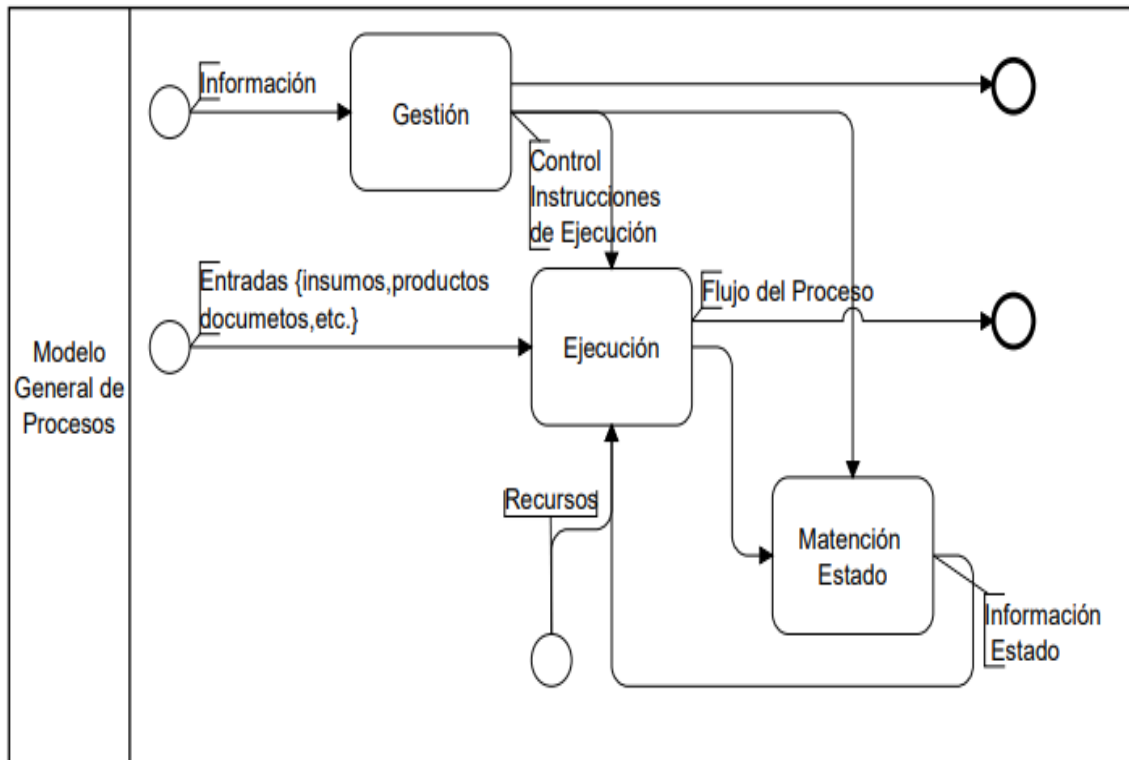 Modelo
General de
Procesos
Información
Gestión
Control
Instrucciones
de Ejecución
Entradas {insumos,productos
documetos,etc.}
Flujo del Proceso
Ejecución
Recursos
Matención
Estado
Información
Estado